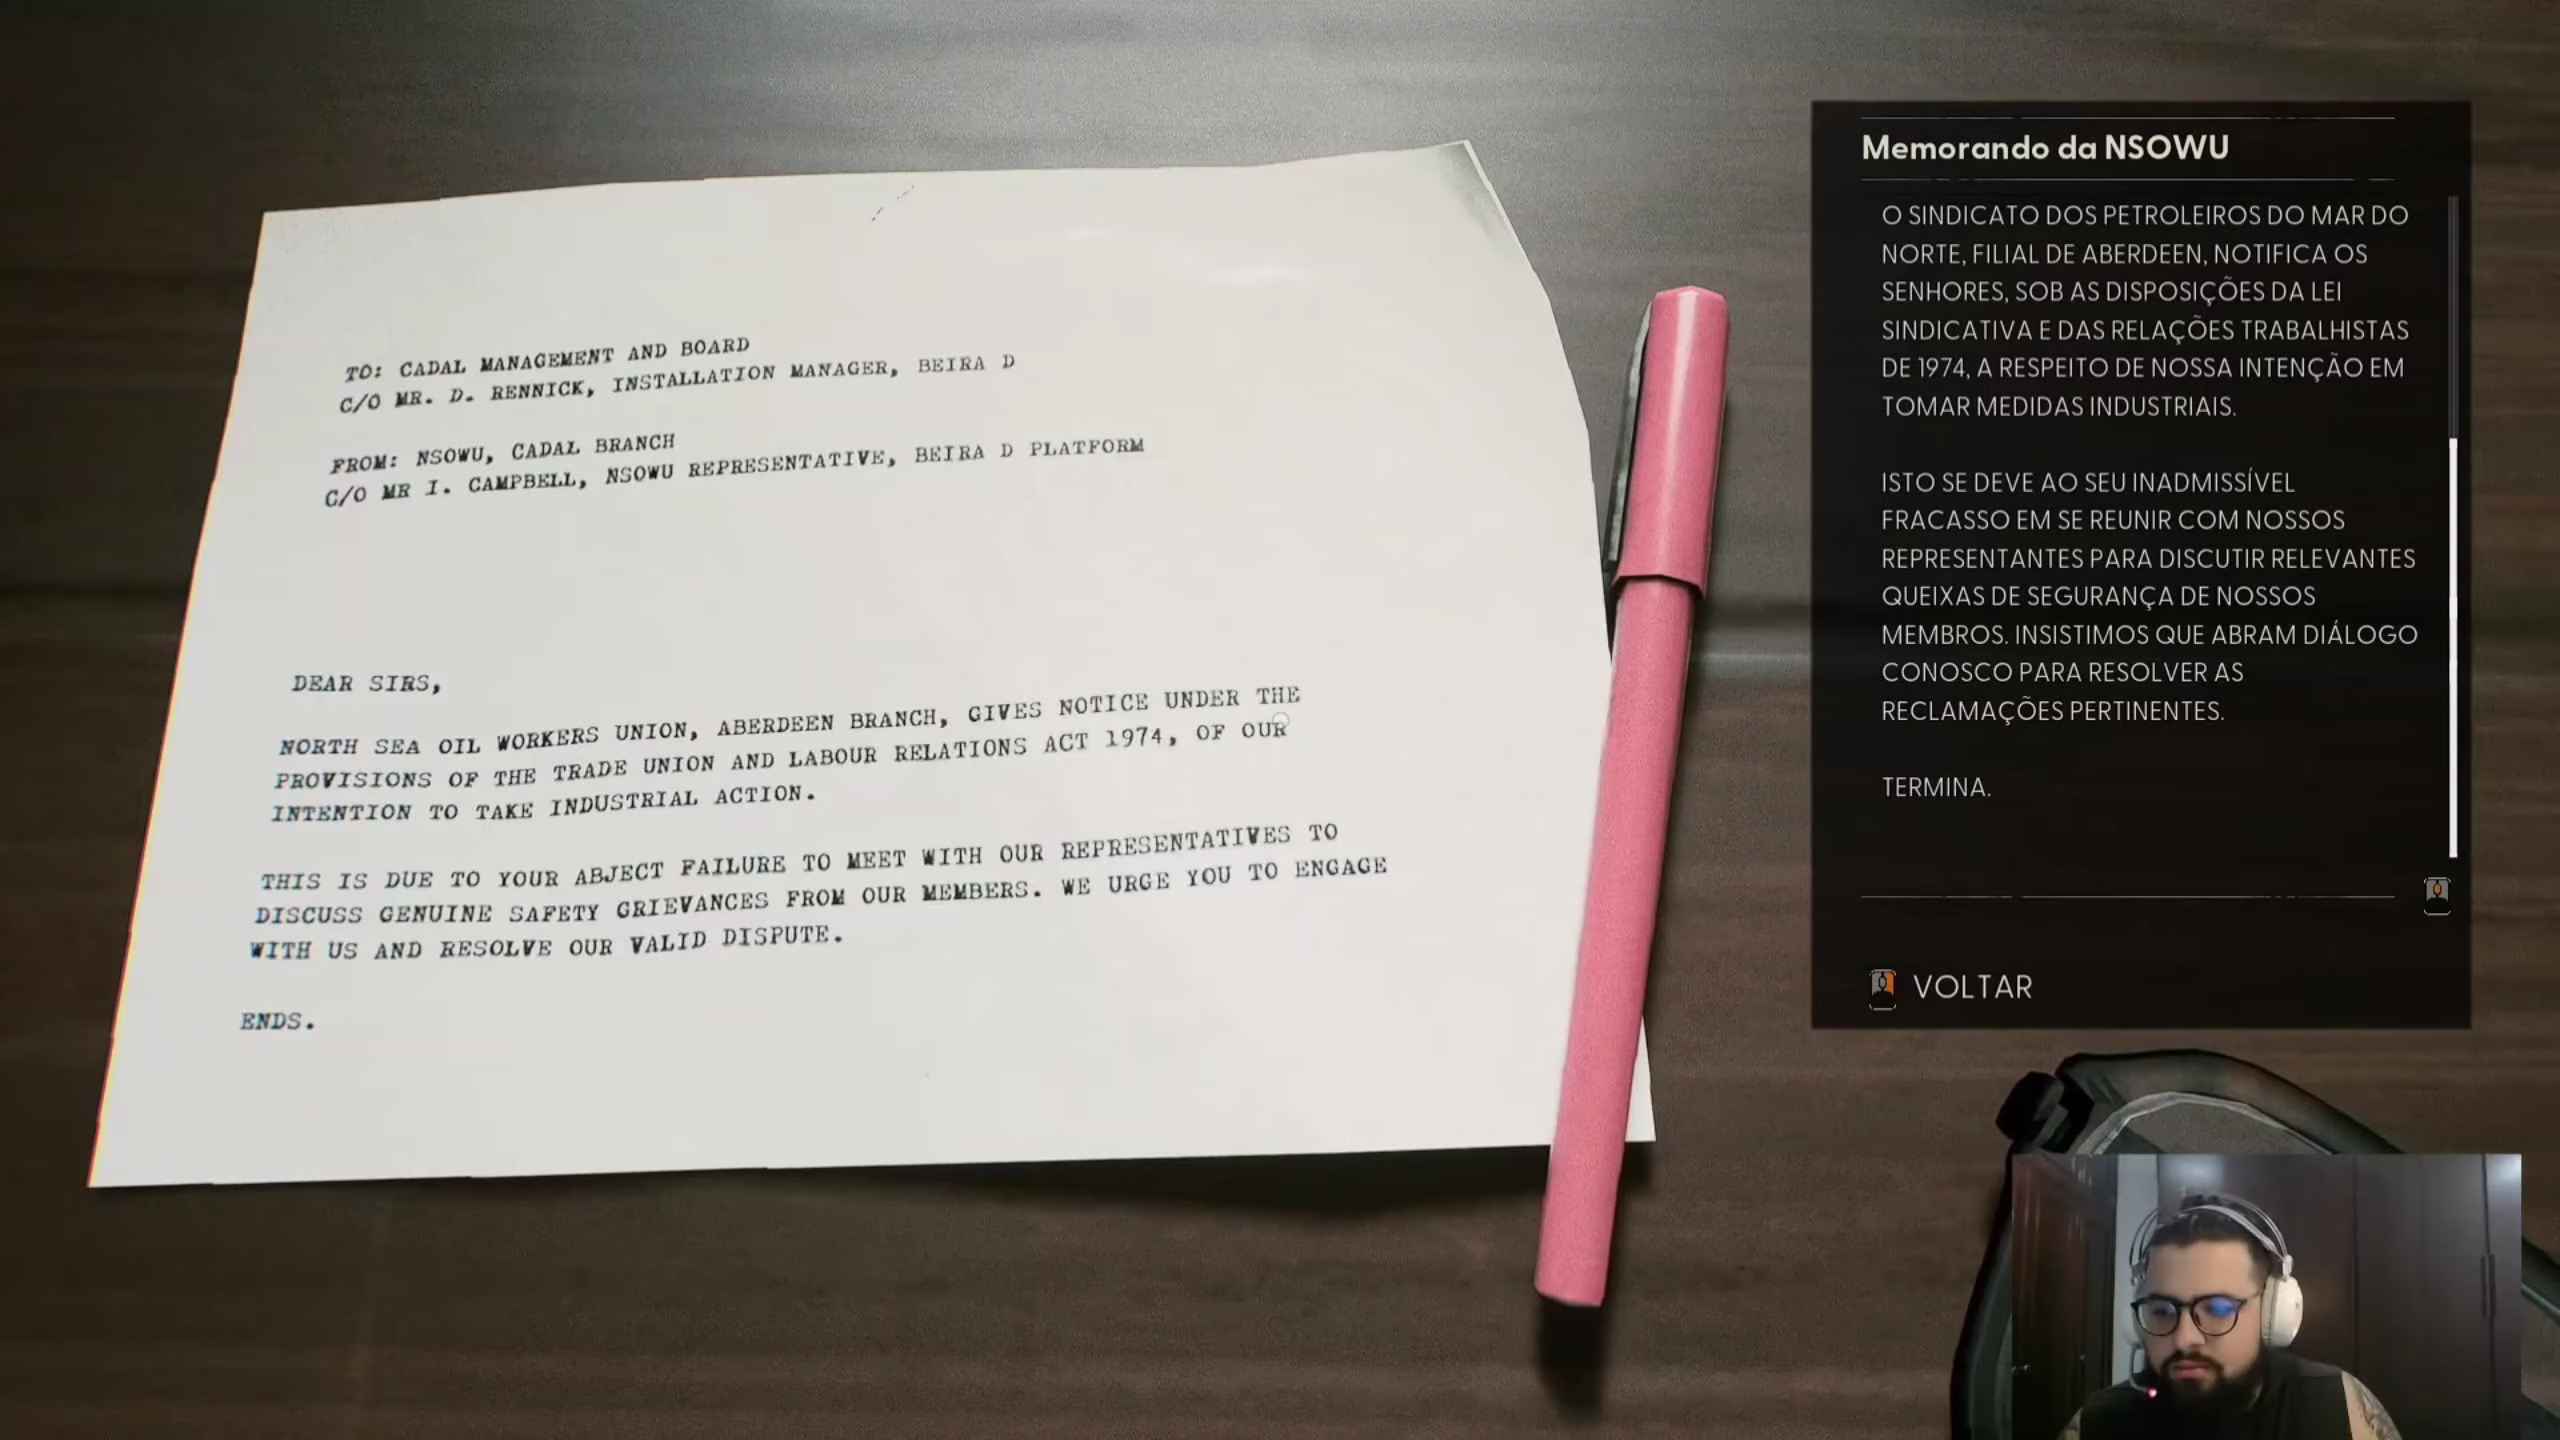 TO: CADAL MANAGEMENT AND BOARD
C/O MR. D. RENNICK, INSTALLATION MANAGER, BEIRA D
FROM: NSOWU, CADAL BRANCH
C/O MR I. CAMPBELL, NSOWU REPRESENTATIVE, BEIRA D PLATFORM
DEAR SIRS,
NORTH SEA OIL WORKERS UNION, ABERDEEN BRANCH, GIVES NOTICE UNDER THE
PROVISIONS OF THE TRADE UNION AND LABOUR RELATIONS ACT 1974, OF OUR
INTENTION TO TAKE INDUSTRIAL ACTION.
THIS IS DUE TO YOUR ABJECT FAILURE TO MEET WITH OUR REPRESENTATIVES TO
DISCUSS GENUINE SAFETY GRIEVANCES FROM OUR MEMBERS. WE URGE YOU TO ENGAGE
WITH US AND RESOLVE OUR VALID DISPUTE.
ENDS.
Memorando da NSOWU
O SINDICATO DOS PETROLEIROS DO MAR DO
NORTE, FILIAL DE ABERDEEN, NOTIFICA OS
SENHORES, SOB AS DISPOSIÇÕES DA LEI
SINDICATIVA E DAS RELAÇÕES TRABALHISTAS
DE 1974, A RESPEITO DE NOSSA INTENÇÃO EM
TOMAR MEDIDAS INDUSTRIAIS.
ISTO SE DEVE AO SEU INADMISSÍVEL
FRACASSO EM SE REUNIR COM NOSSOS
REPRESENTANTES PARA DISCUTIR RELEVANTES
QUEIXAS DE SEGURANÇA DE NOSSOS
MEMBROS. INSISTIMOS QUE ABRAM DIÁLOGO
CONOSCO PARA RESOLVER AS
RECLAMAÇÕES PERTINENTES.
TERMINA.
VOLTAR